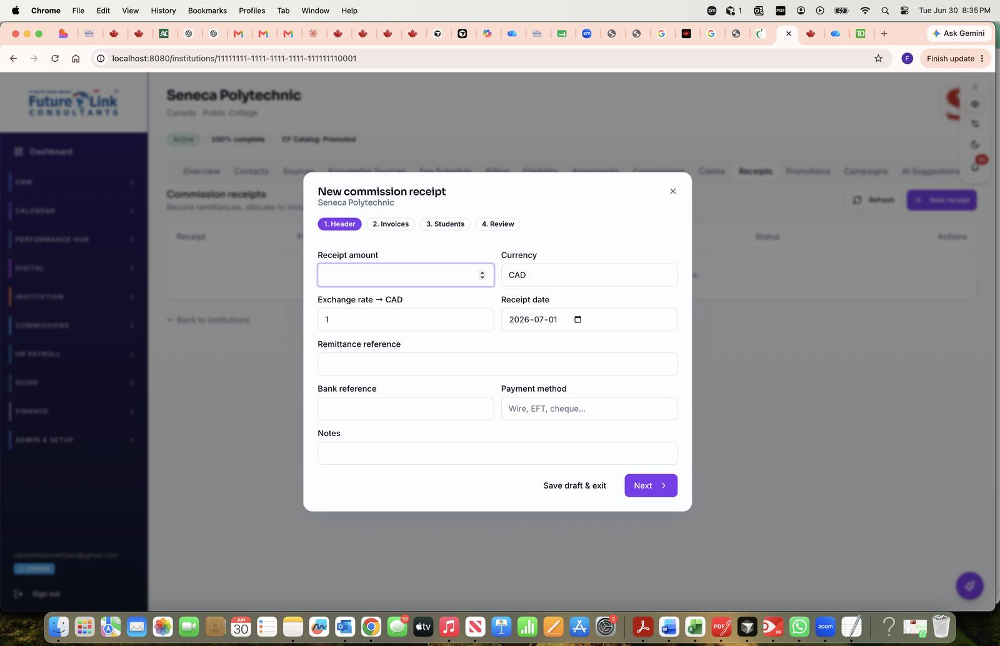 Chrome File Edit View History Bookmarks Profiles Tab Window Help
1 Tue Jun 30 8:35 PM
Ask Gemini
localhost:8080/institutions/11111111-1111-1111-1111-111111110001
F Finish update
Future Link
CONSULTANTS
Seneca Polytechnic
Canada · Public College
Active 100% complete CF Catalog: Promoted
Dashboard
Overview Contacts Sources Knowledge Sources Fee Schedule Billing Eligibility Agreements Commissions Claims Receipts Promotions Campaigns AI Suggestions
CRM
Commission receipts
Record remittances, allocate to invo
Refresh
+ New receipt
CALENDAR
Receipt
Status
Actions
PERFORMANCE HUB
DIGITAL
INSTITUTION
COMMISSIONS
← Back to institutions
HR PAYROLL
GUIDE
FINANCE
ADMIN & SETUP
OWNER
Sign out
New commission receipt
Seneca Polytechnic
1. Header 2. Invoices 3. Students 4. Review
Receipt amount
Currency
CAD
Exchange rate → CAD
1
Receipt date
2026-07-01
Remittance reference
Bank reference
Payment method
Wire, EFT, cheque...
Notes
Save draft & exit
Next
JUN
30
59
tv
2
zoom